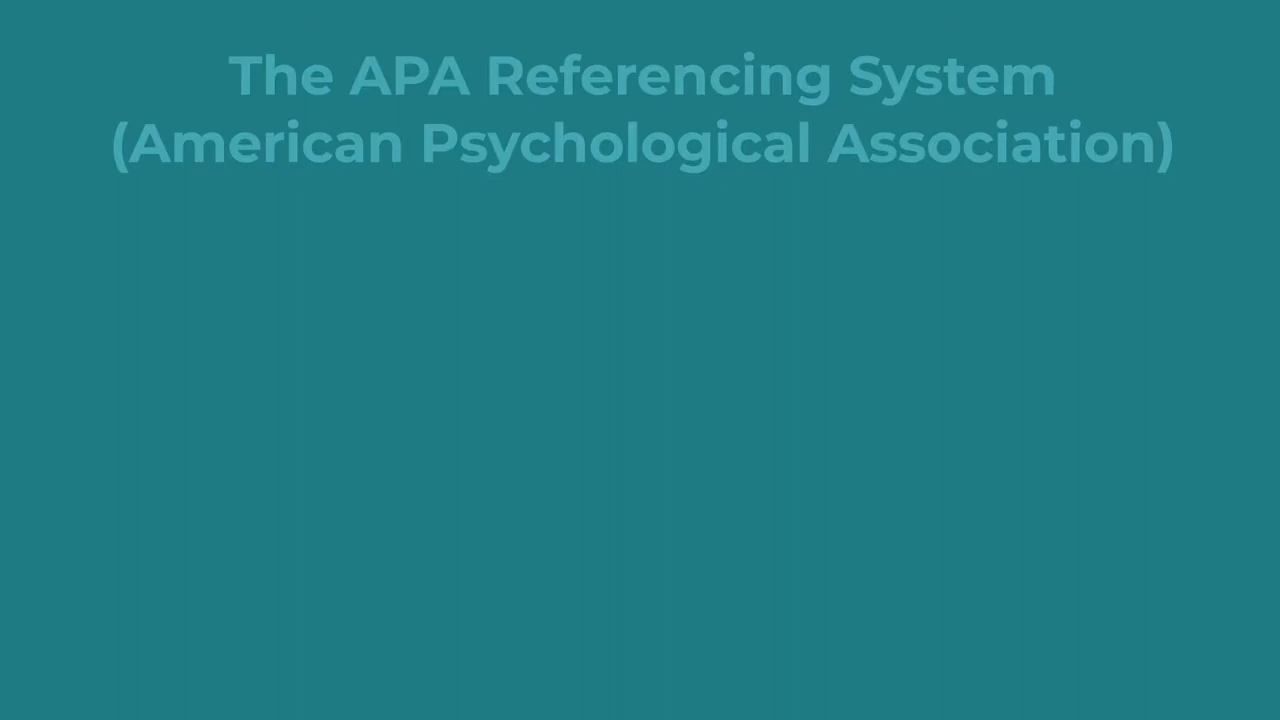 The APA Referencing System
(American Psychological Association)